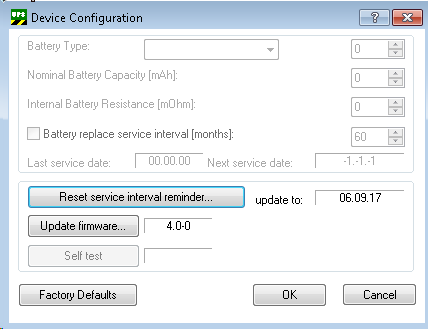 UPS Device Configuration ?
Battery Type: 0
Nominal Battery Capacity [mAh]: 0
Internal Battery Resistance [mOhm]: 0
Battery replace service interval [months]: 60
Last service date: 00.00.00 Next service date: -1.-1.-1
Reset service interval reminder... update to: 06.09.17
Update firmware... 4.0-0
Self test
Factory Defaults OK Cancel